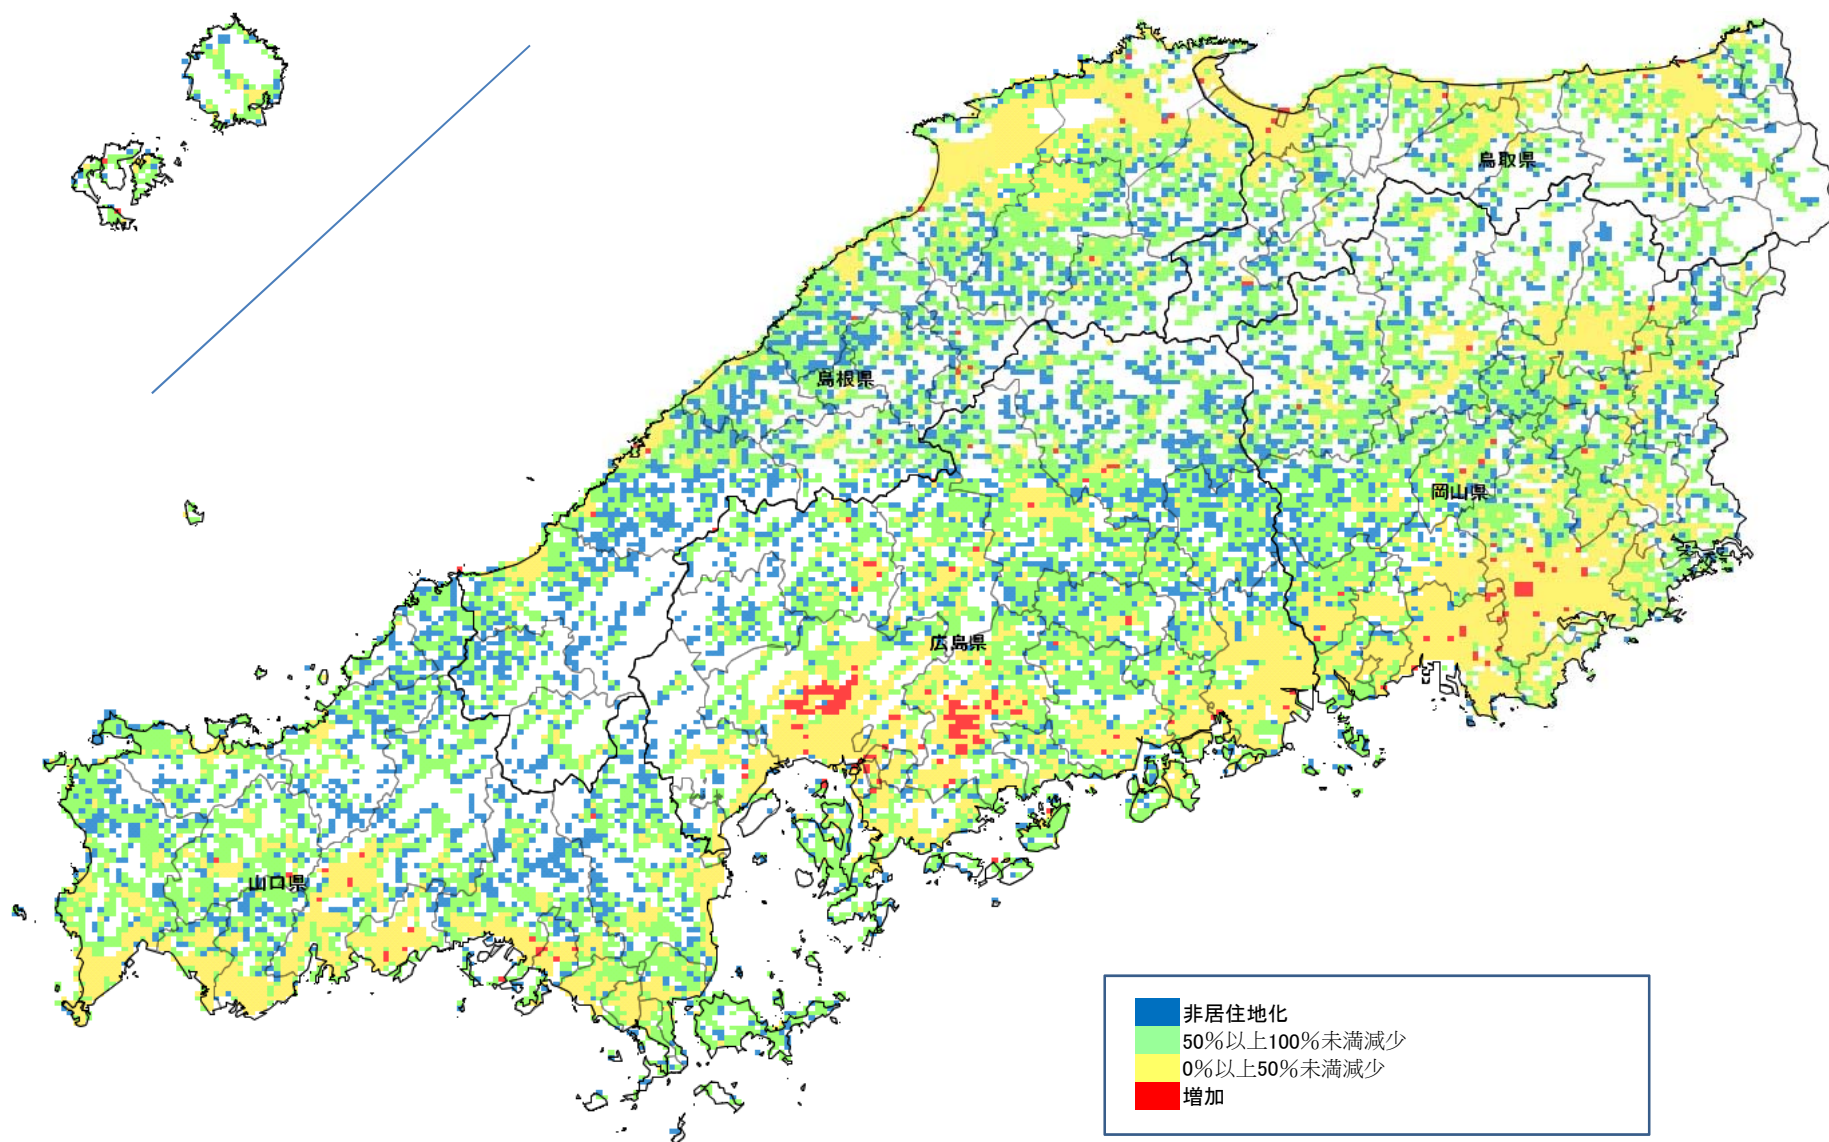 鳥取県
島根県
岡山県
広島県
山口県
非居住地化
50%以上100%未満減少
0%以上50%未満減少
増加